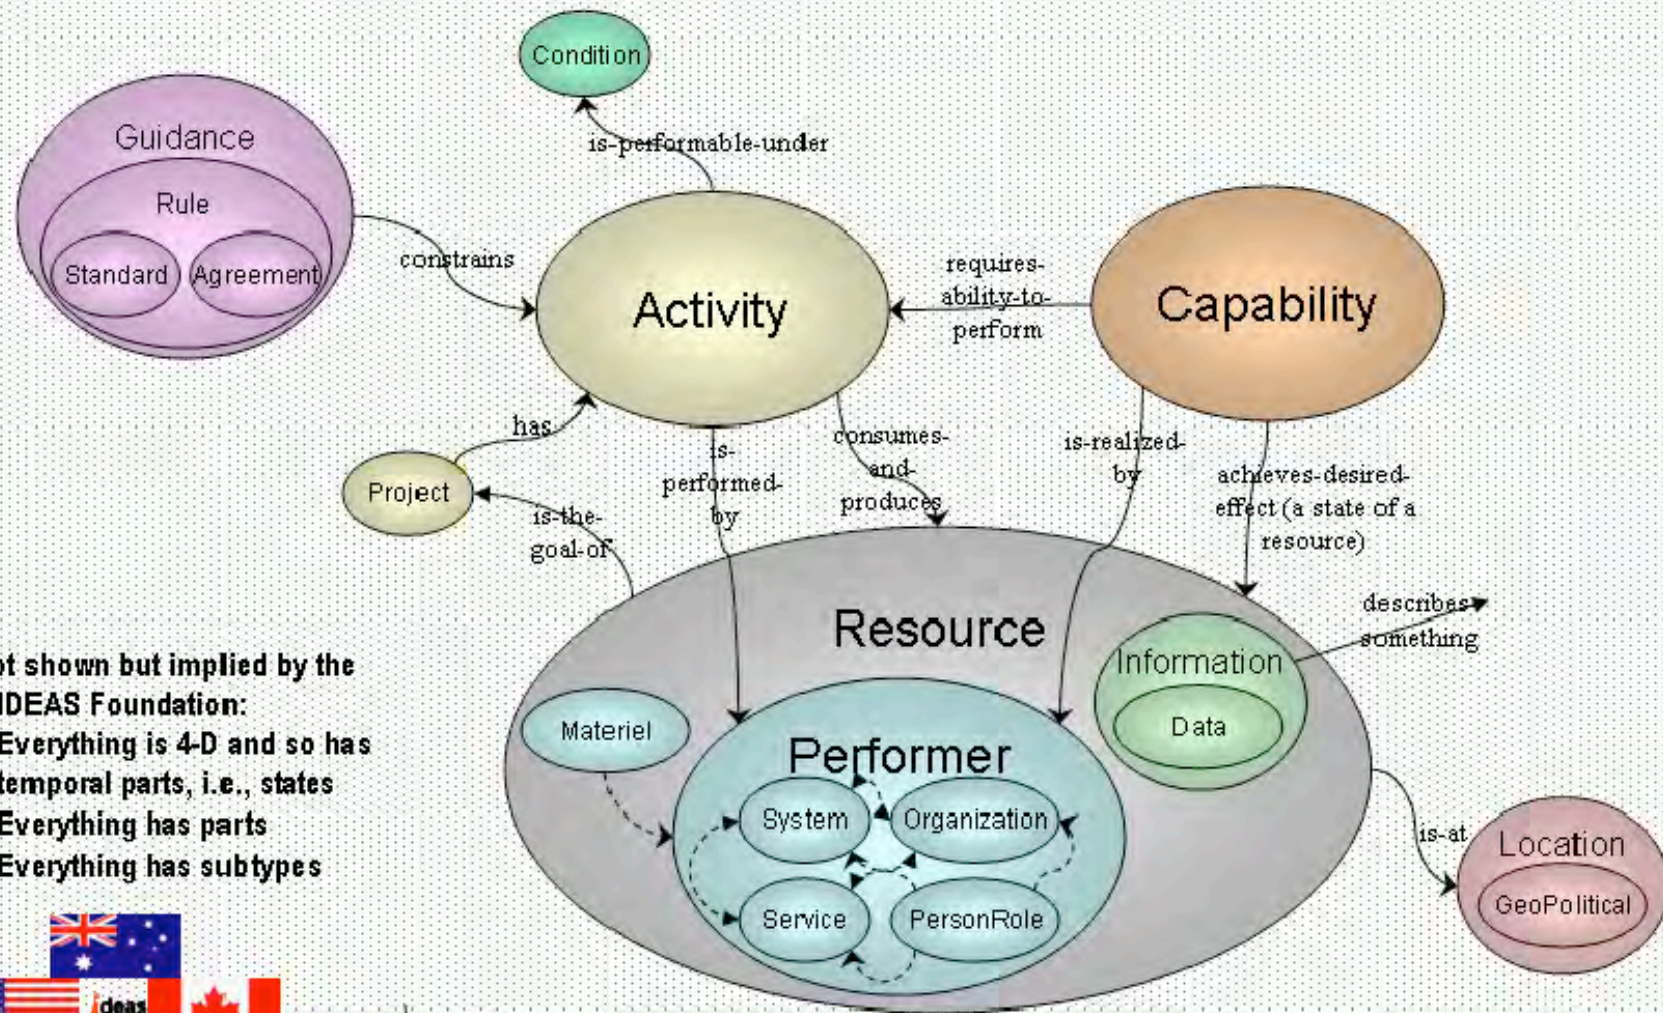 Condition
is-performable-under
Guidance
Rule
Standard
Agreement
constrains
Activity
requires-
ability-to-
perform
Capability
has
Project
is-the-
goal-of
is-
performed-
by
consumes-
and-
produces
is-realized-
by
achieves-desired-
effect (a state of a
resource)
Resource
describes
something
Information
Data
Materiel
Performer
System
Organization
Service
PersonRole
is-at
Location
GeoPolitical
ot shown but implied by the
IDEAS Foundation:
Everything is 4-D and so has
temporal parts, i.e., states
Everything has parts
Everything has subtypes
ideas